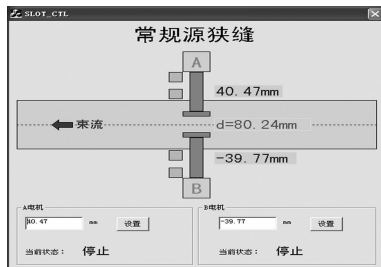 SLOT_CTL
常规源狭缝
A
40.47mm
束流
d=80.24mm
-39.77mm
B
A电机
40.47 mm 设置
当前状态： 停止
B电机
-39.77 mm 设置
当前状态： 停止